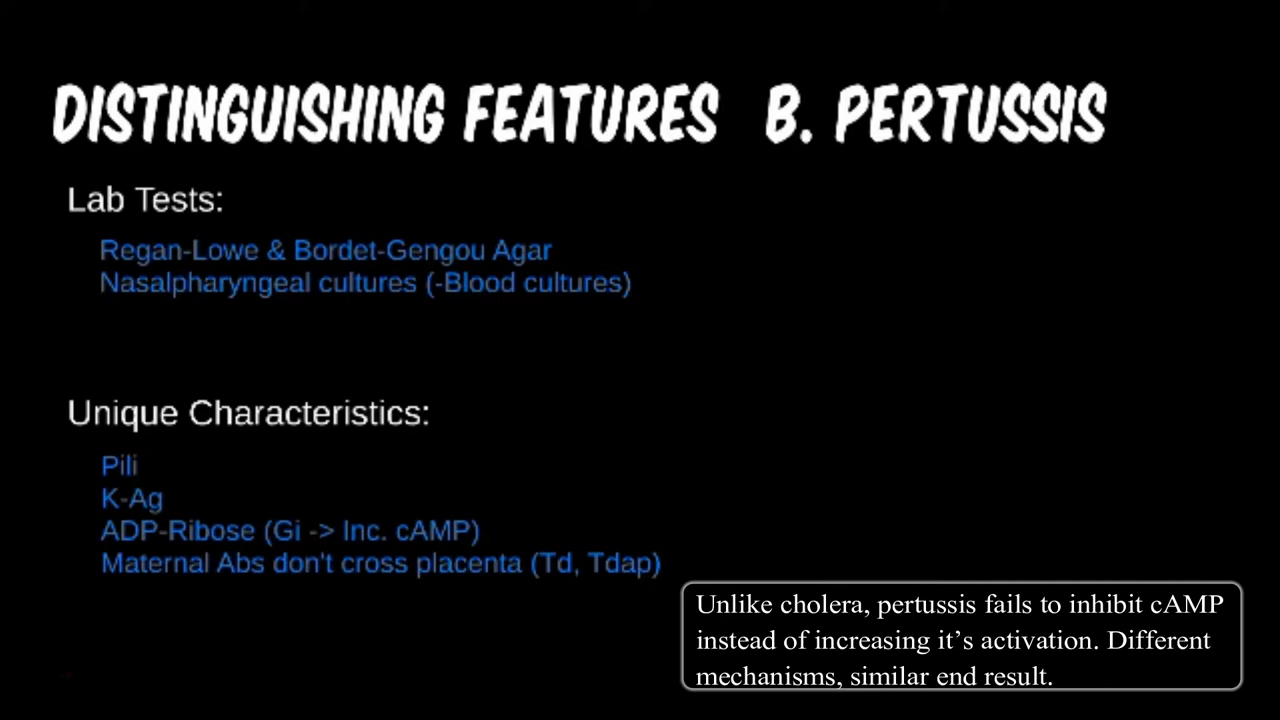 DISTINGUISHING FEATURES B. PERTUSSIS
Lab Tests:
Regan-Lowe & Bordet-Gengou Agar
Nasalpharyngeal cultures (-Blood cultures)
Unique Characteristics:
Pili
K-Ag
ADP-Ribose (Gi -> Inc. cAMP)
Maternal Abs don't cross placenta (Td, Tdap)
Unlike cholera, pertussis fails to inhibit cAMP
instead of increasing it’s activation. Different
mechanisms, similar end result.